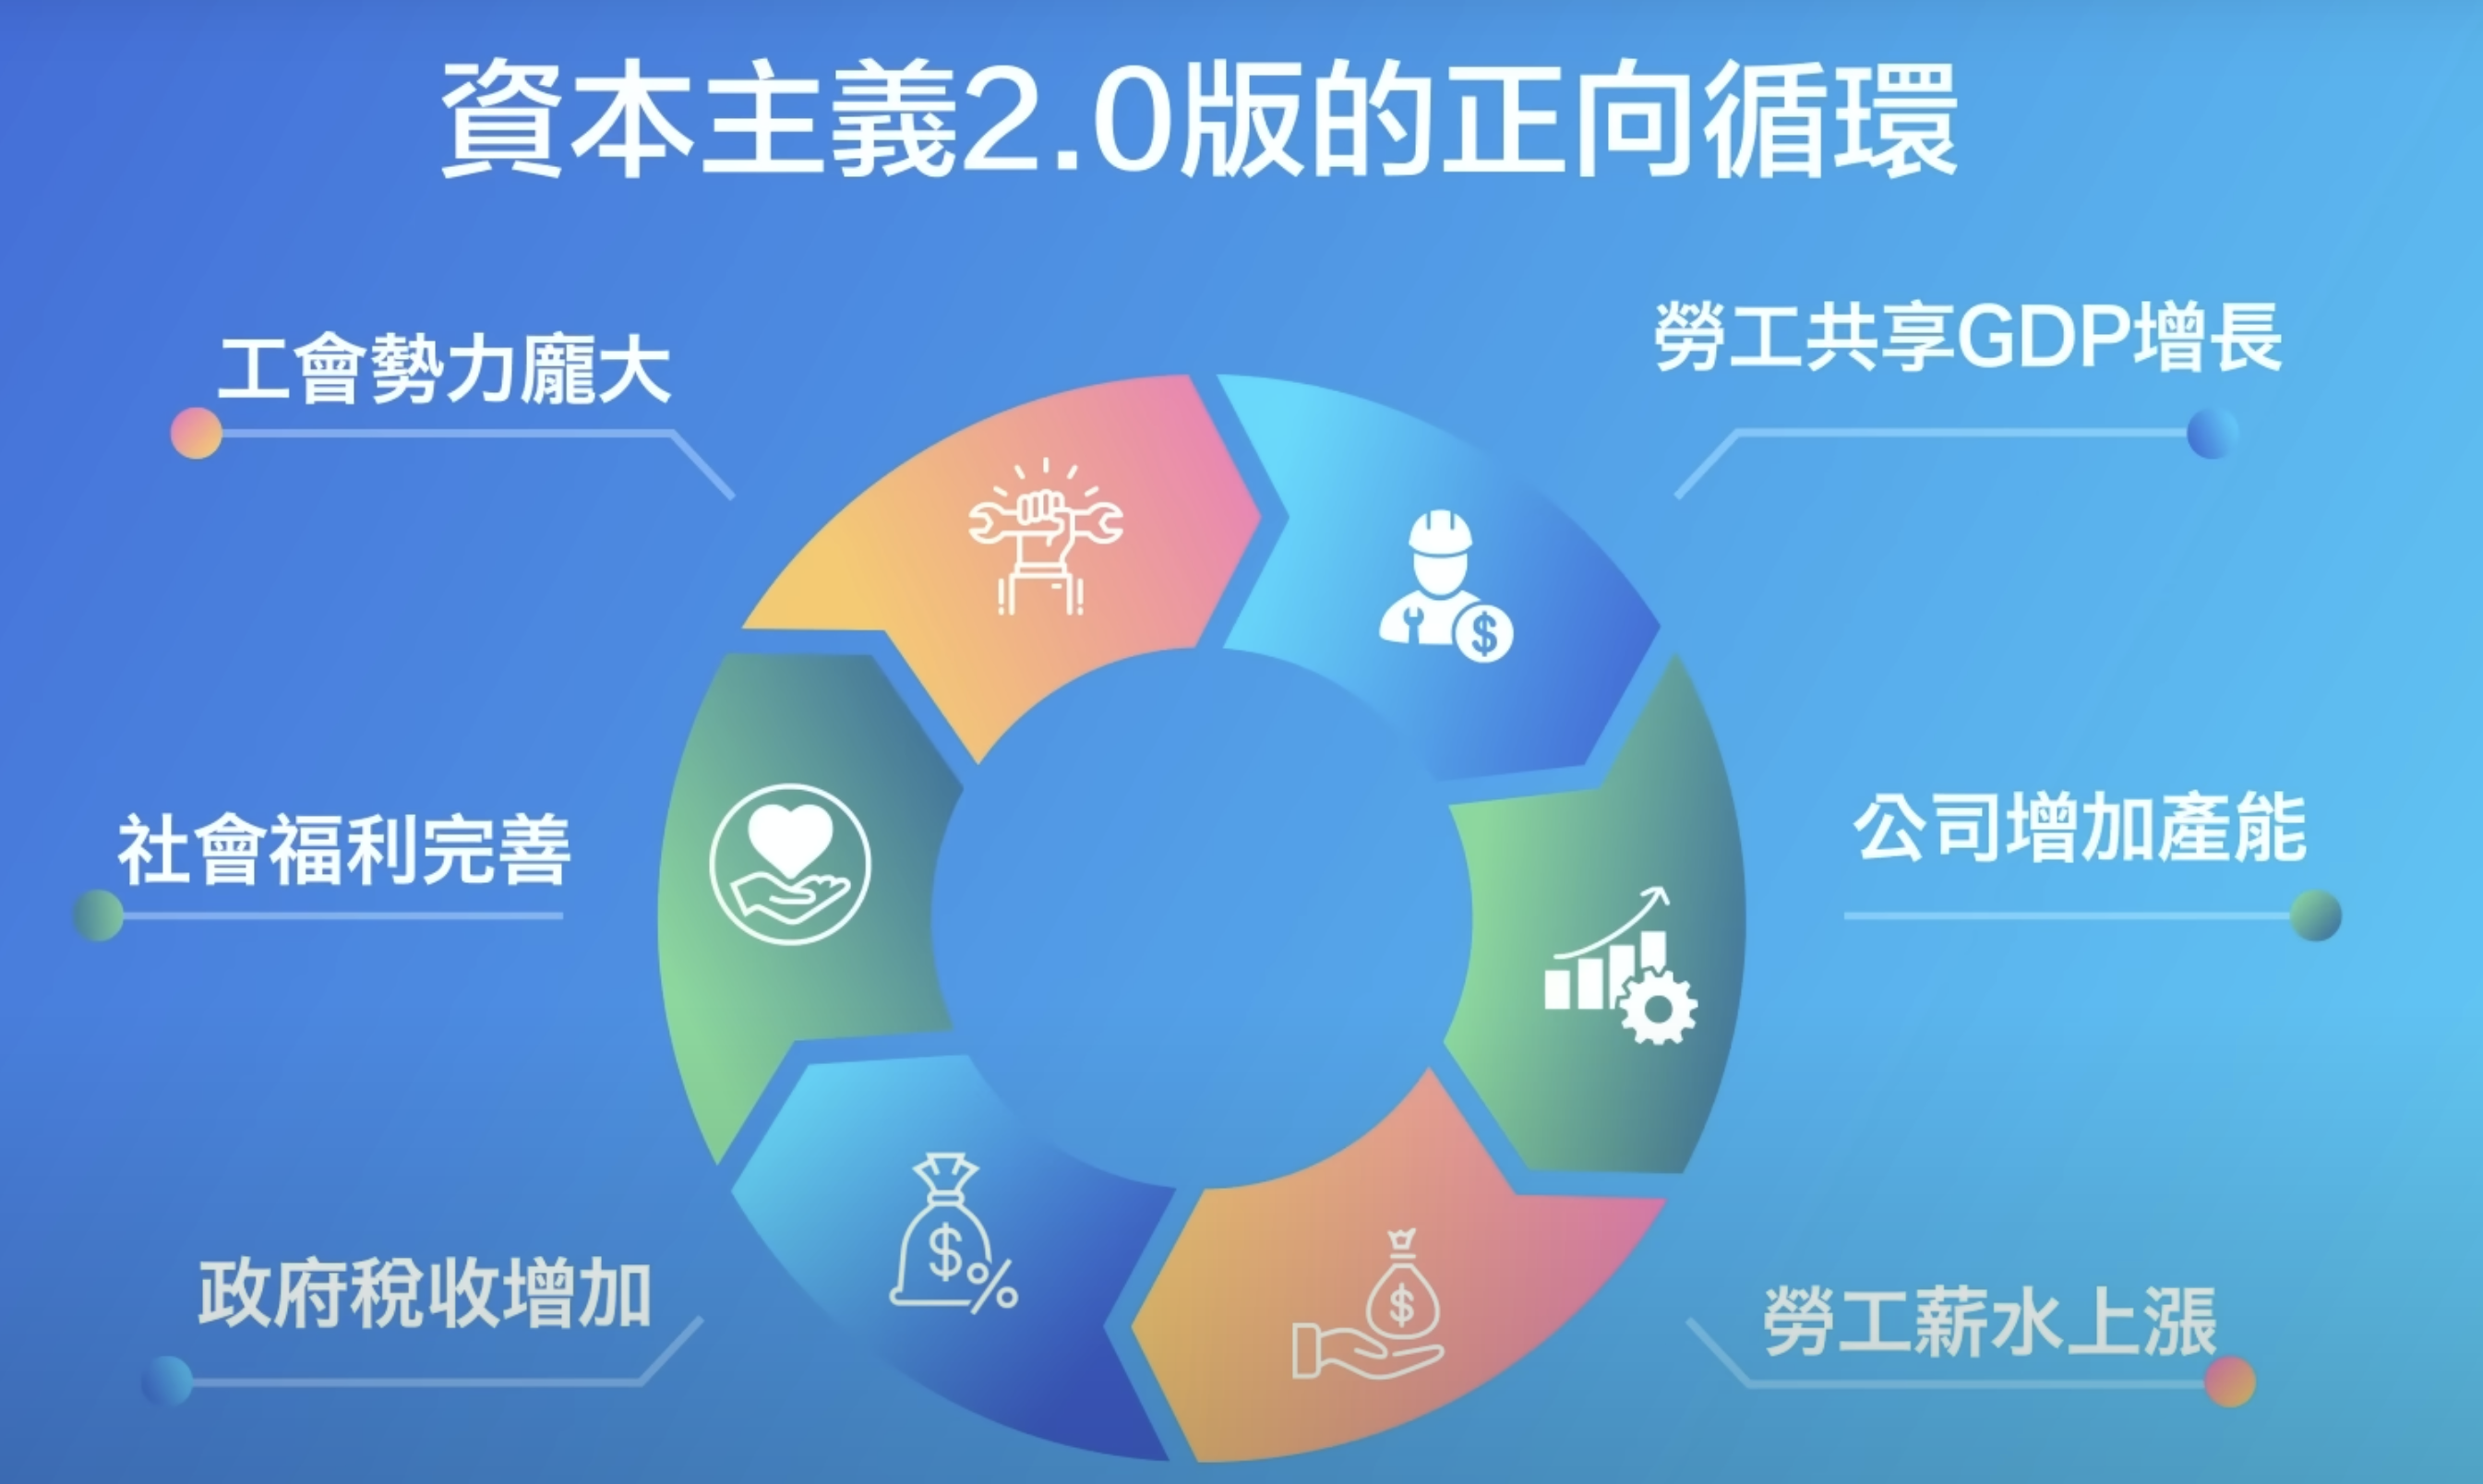 資本主義2.0版的正向循環
工會勢力龐大
勞工共享GDP增長
社會福利完善
公司增加產能
政府稅收增加
勞工薪水上漲
$
$
%
$